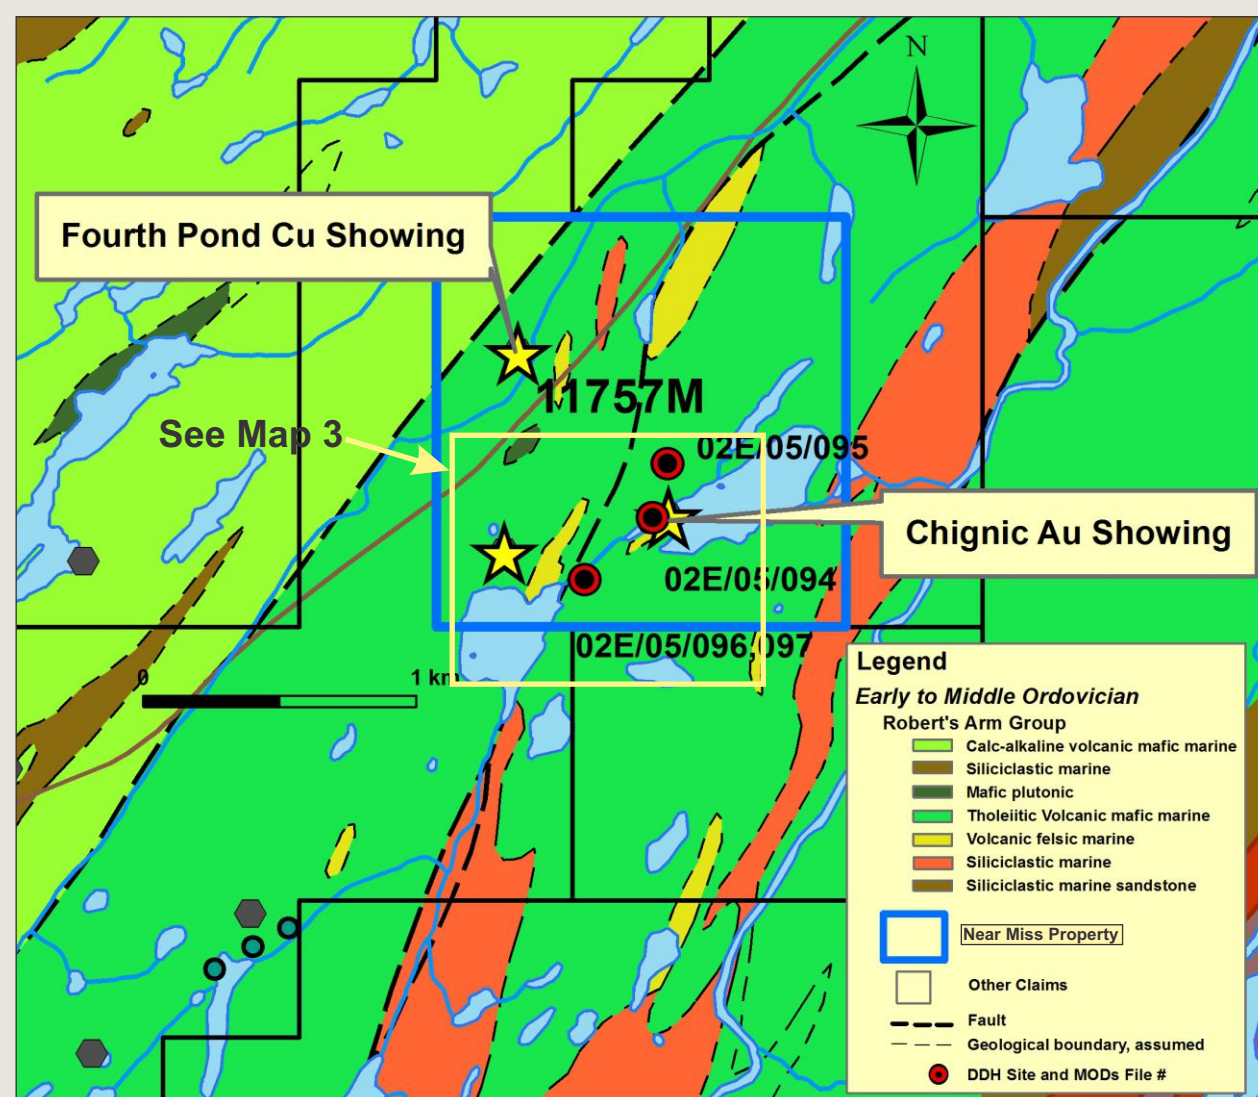 N
Fourth Pond Cu Showing
11757M
See Map 3
02E/05/095
Chignic Au Showing
02E/05/094
02E/05/096,097
0
1 km
Legend
Early to Middle Ordovician
Robert's Arm Group
Calc-alkaline volcanic mafic marine
Siliciclastic marine
Mafic plutonic
Tholeiitic Volcanic mafic marine
Volcanic felsic marine
Siliciclastic marine
Siliciclastic marine sandstone
Near Miss Property
Other Claims
Fault
Geological boundary, assumed
DDH Site and MODs File #